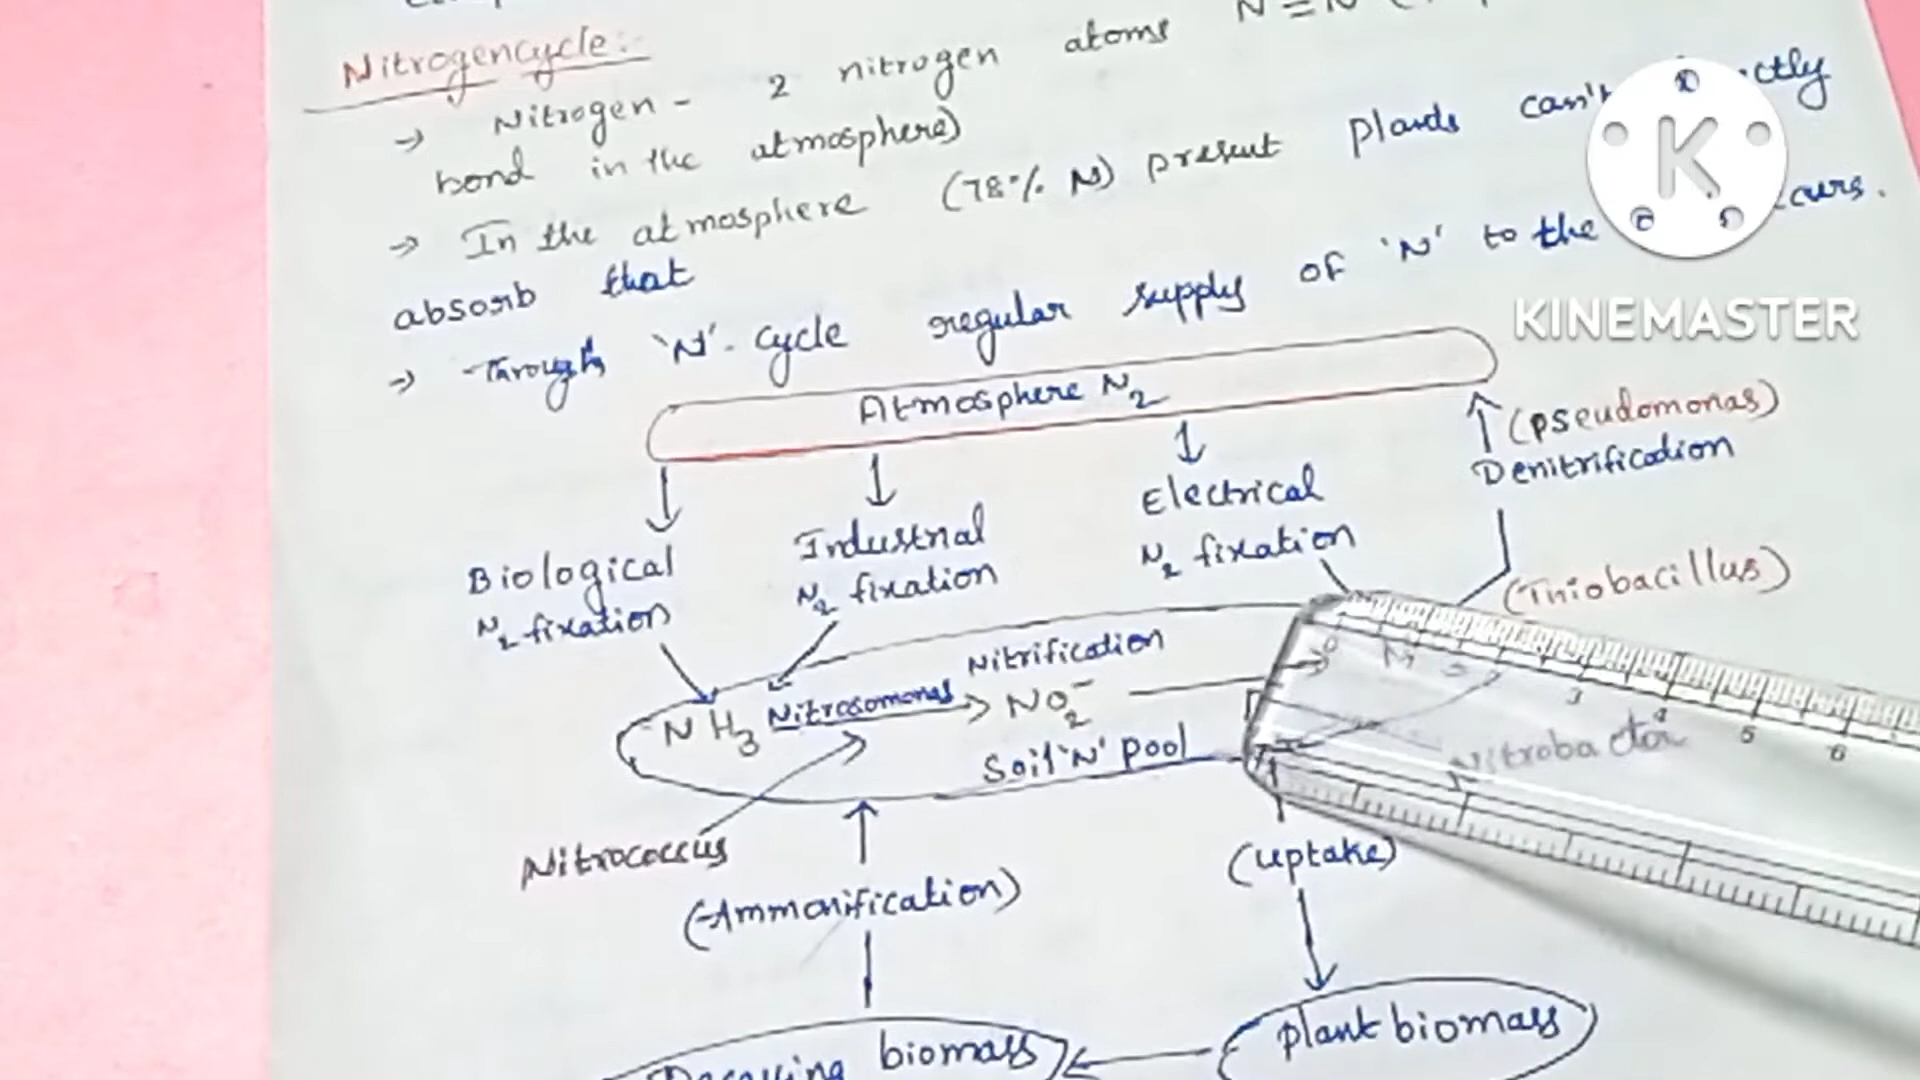 Nitrogencycle:-
→ Nitrogen - 2 nitrogen atoms N≡N
bond in the atmosphere)
→ In the atmosphere (78% N) present plants can't
absorb that
→ Through 'N'- cycle regular supply of 'N' to the
KINEMASTER
Atmosphere N2
(pseudomonas)
Denitrification
Biological
N2 fixation
Industrial
N2 fixation
Electrical
N2 fixation
(Thiobacillus)
Nitrification
NH3 Nitrosomonas → NO2-
Soil 'N' pool
Nitrobactor
Nitrococcus
(Ammonification)
(uptake)
Decaying biomass
plant biomass